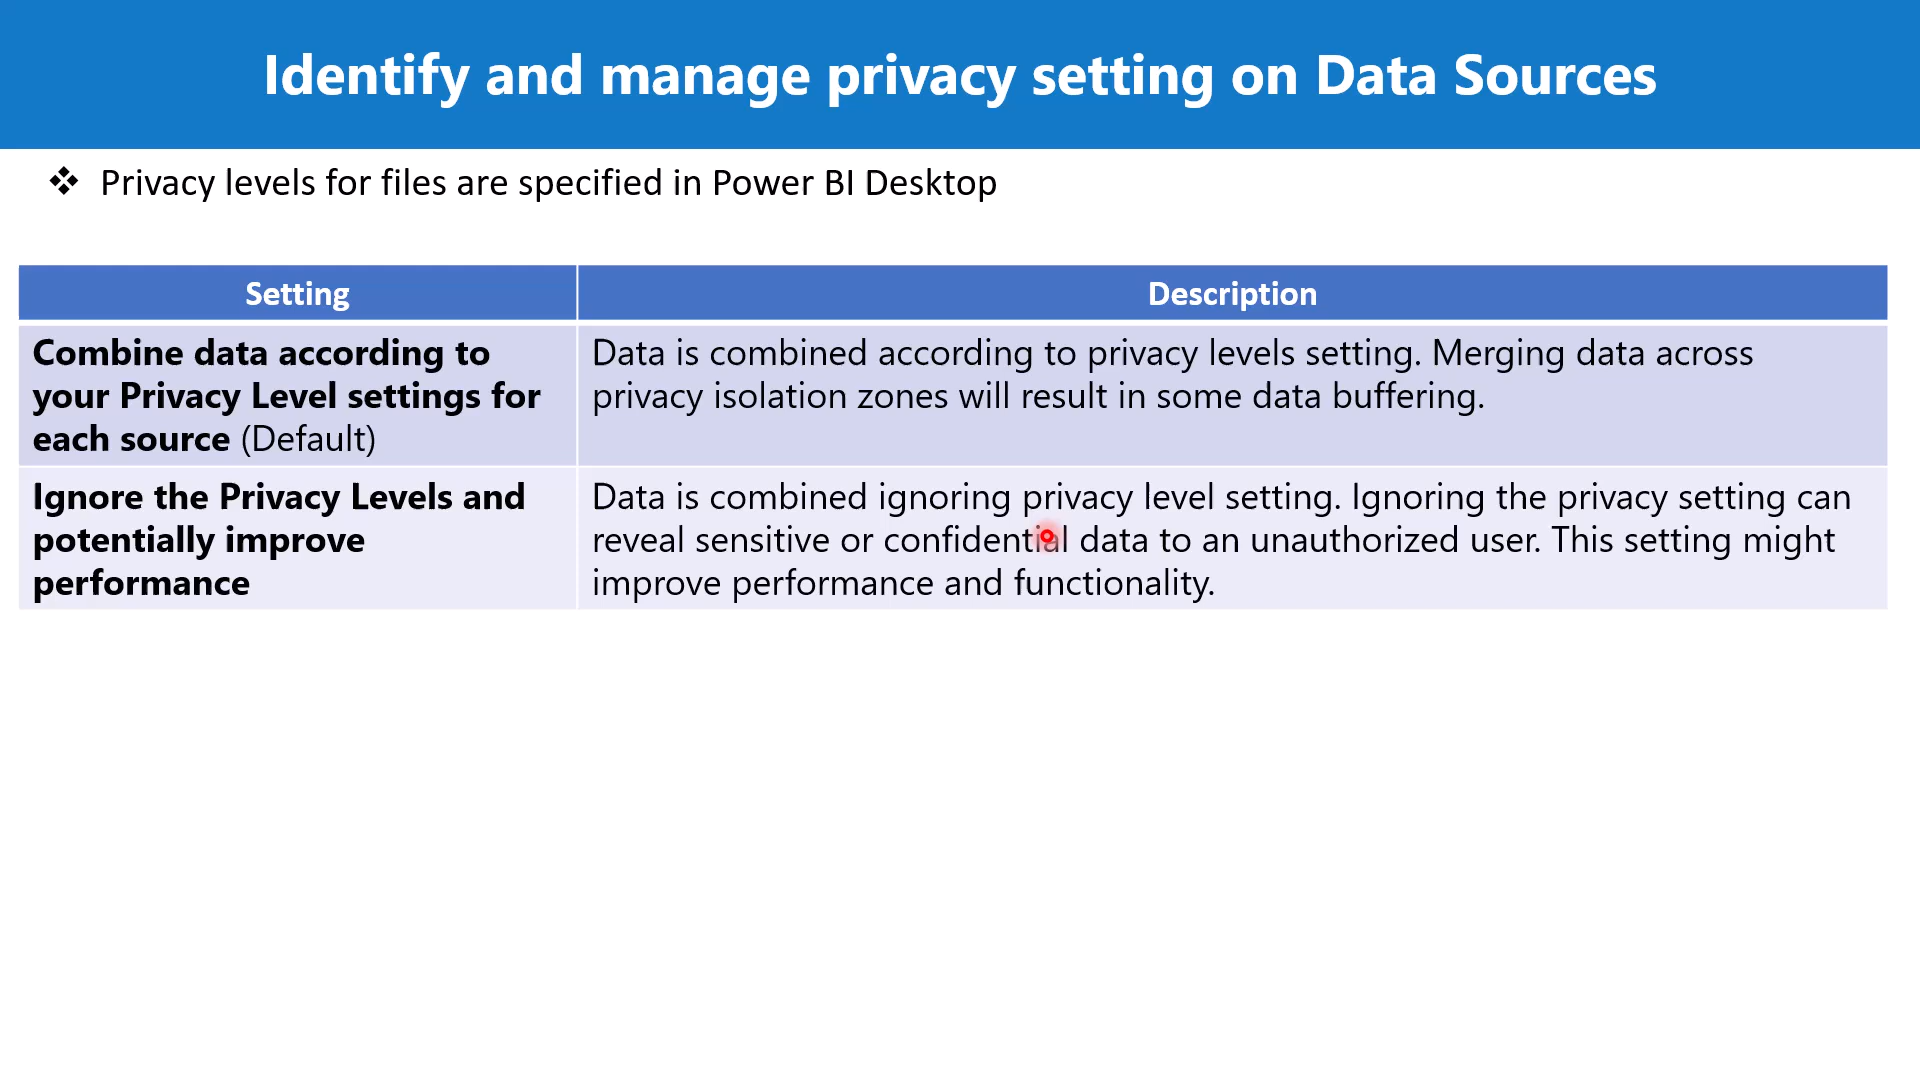 Identify and manage privacy setting on Data Sources
❖ Privacy levels for files are specified in Power BI Desktop
Setting
Description
Combine data according to
your Privacy Level settings for
each source (Default)
Data is combined according to privacy levels setting. Merging data across
privacy isolation zones will result in some data buffering.
Ignore the Privacy Levels and
potentially improve
performance
Data is combined ignoring privacy level setting. Ignoring the privacy setting can
reveal sensitive or confidential data to an unauthorized user. This setting might
improve performance and functionality.